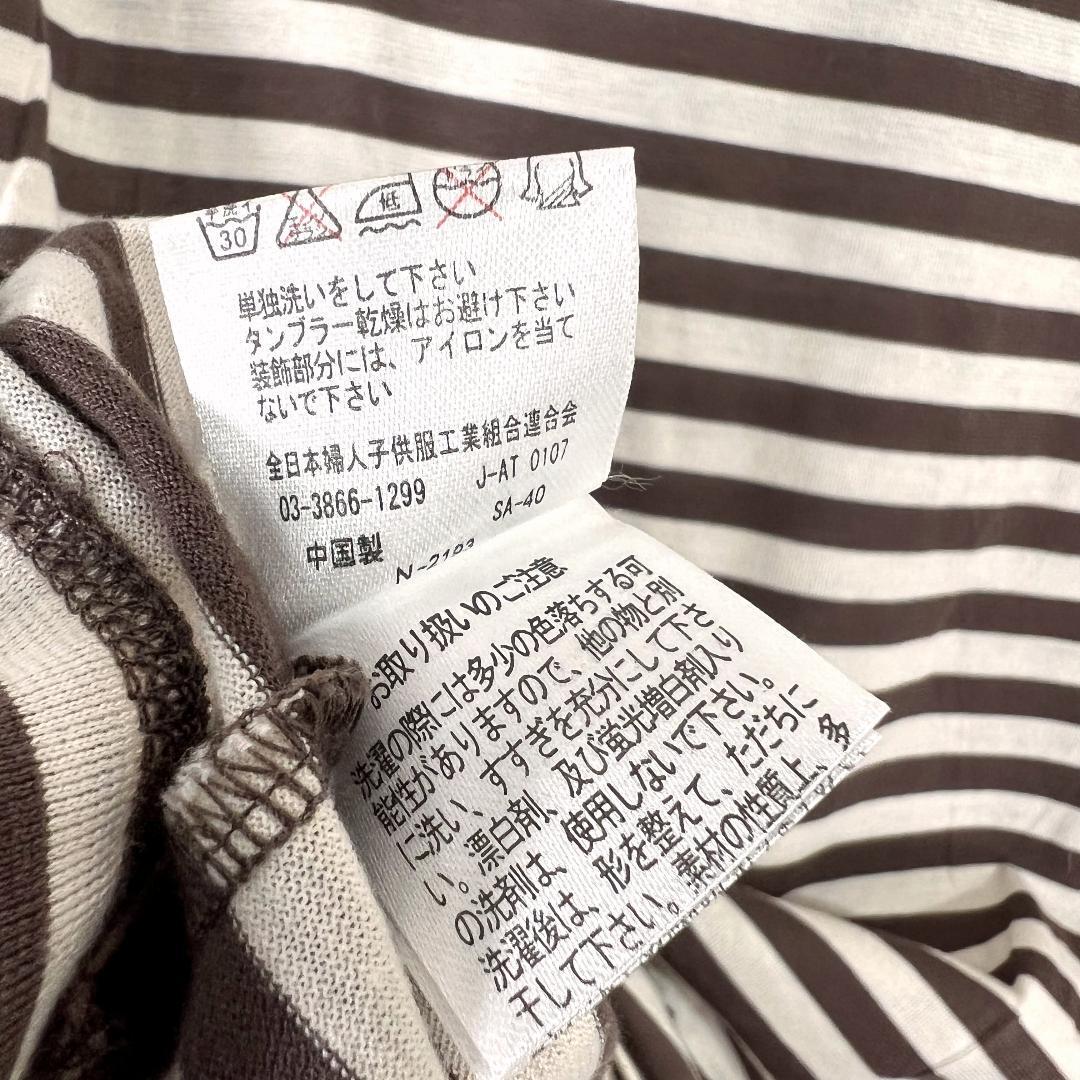 手洗イ
30
低
単独洗いをして下さい
タンブラー乾燥はお避け下さい
装飾部分には、アイロンを当て
ないで下さい
全日本婦人子供服工業組合連合会
03-3866-1299 J-AT 0107
SA-40
中国製
N-2193
お取り扱いのご注意
洗濯の際には多少の色落ちする可
能性がありますので、他の物と別
に洗い、すすぎを充分にして下さ
い。漂白剤、及び蛍光増白剤入り
の洗剤は、使用しないで下さい。
洗濯後は、形を整えて、ただちに
干して下さい。素材の性質上、多